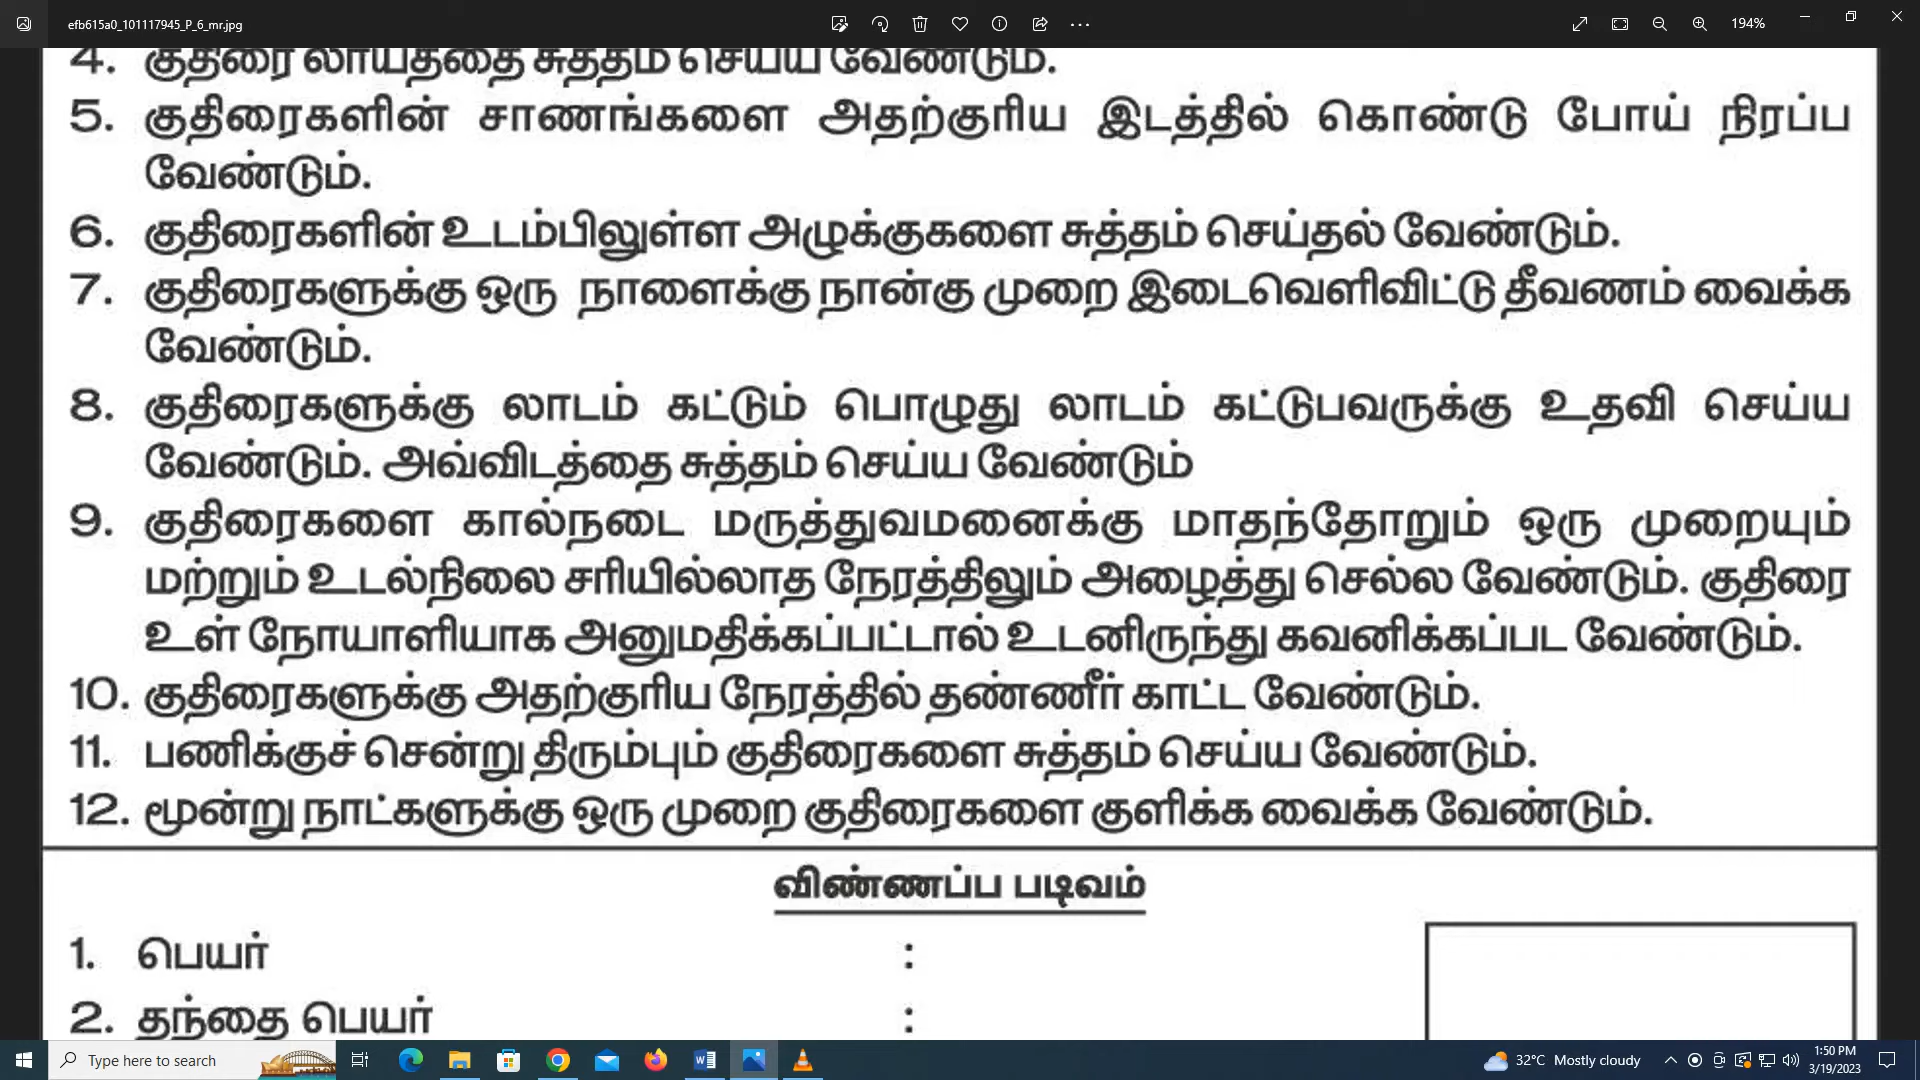 efb615a0_101117945_P_6_mr.jpg
194%
4. குதிரை லாயத்தை சுத்தம் செய்ய வேண்டும்.
5. குதிரைகளின் சாணங்களை அதற்குரிய இடத்தில் கொண்டு போய் நிரப்ப
வேண்டும்.
6. குதிரைகளின் உடம்பிலுள்ள அழுக்குகளை சுத்தம் செய்தல் வேண்டும்.
7. குதிரைகளுக்கு ஒரு நாளைக்கு நான்கு முறை இடைவெளிவிட்டு தீவணம் வைக்க
வேண்டும்.
8. குதிரைகளுக்கு லாடம் கட்டும் பொழுது லாடம் கட்டுபவருக்கு உதவி செய்ய
வேண்டும். அவ்விடத்தை சுத்தம் செய்ய வேண்டும்
9. குதிரைகளை கால்நடை மருத்துவமனைக்கு மாதந்தோறும் ஒரு முறையும்
மற்றும் உடல்நிலை சரியில்லாத நேரத்திலும் அழைத்து செல்ல வேண்டும். குதிரை
உள் நோயாளியாக அனுமதிக்கப்பட்டால் உடனிருந்து கவனிக்கப்பட வேண்டும்.
10. குதிரைகளுக்கு அதற்குரிய நேரத்தில் தண்ணீர் காட்ட வேண்டும்.
11. பணிக்குச் சென்று திரும்பும் குதிரைகளை சுத்தம் செய்ய வேண்டும்.
12. மூன்று நாட்களுக்கு ஒரு முறை குதிரைகளை குளிக்க வைக்க வேண்டும்.
விண்ணப்ப படிவம்
1. பெயர் :
2. தந்தை பெயர் :
Type here to search
32°C Mostly cloudy
1:50 PM
3/19/2023